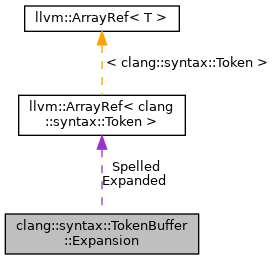 llvm::ArrayRef< T >
< clang::syntax::Token >
llvm::ArrayRef< clang
::syntax::Token >
Spelled
Expanded
clang::syntax::TokenBuffer
::Expansion